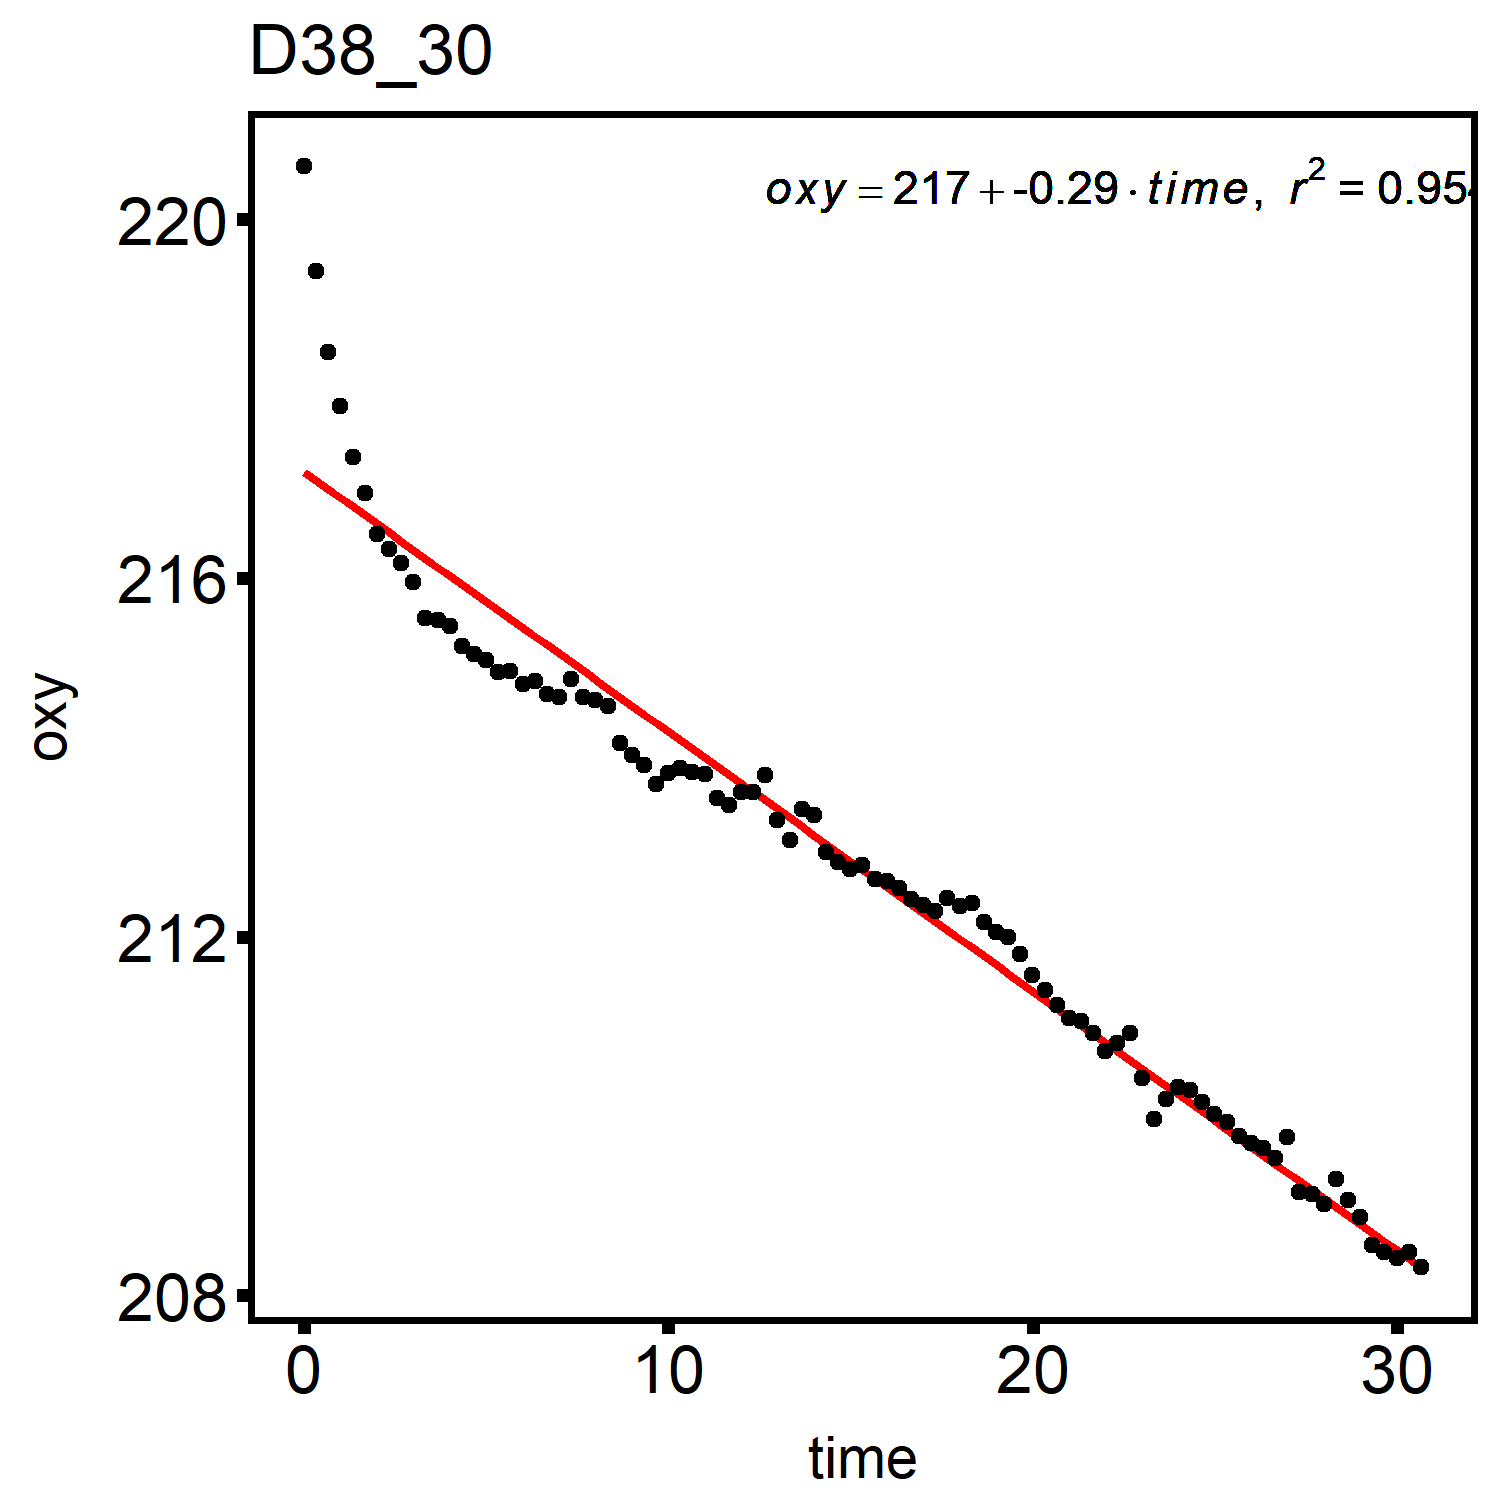 D38_30
oxy = 217 + -0.29 · time, r² = 0.95
220
216
212
208
oxy
0 10 20 30
time